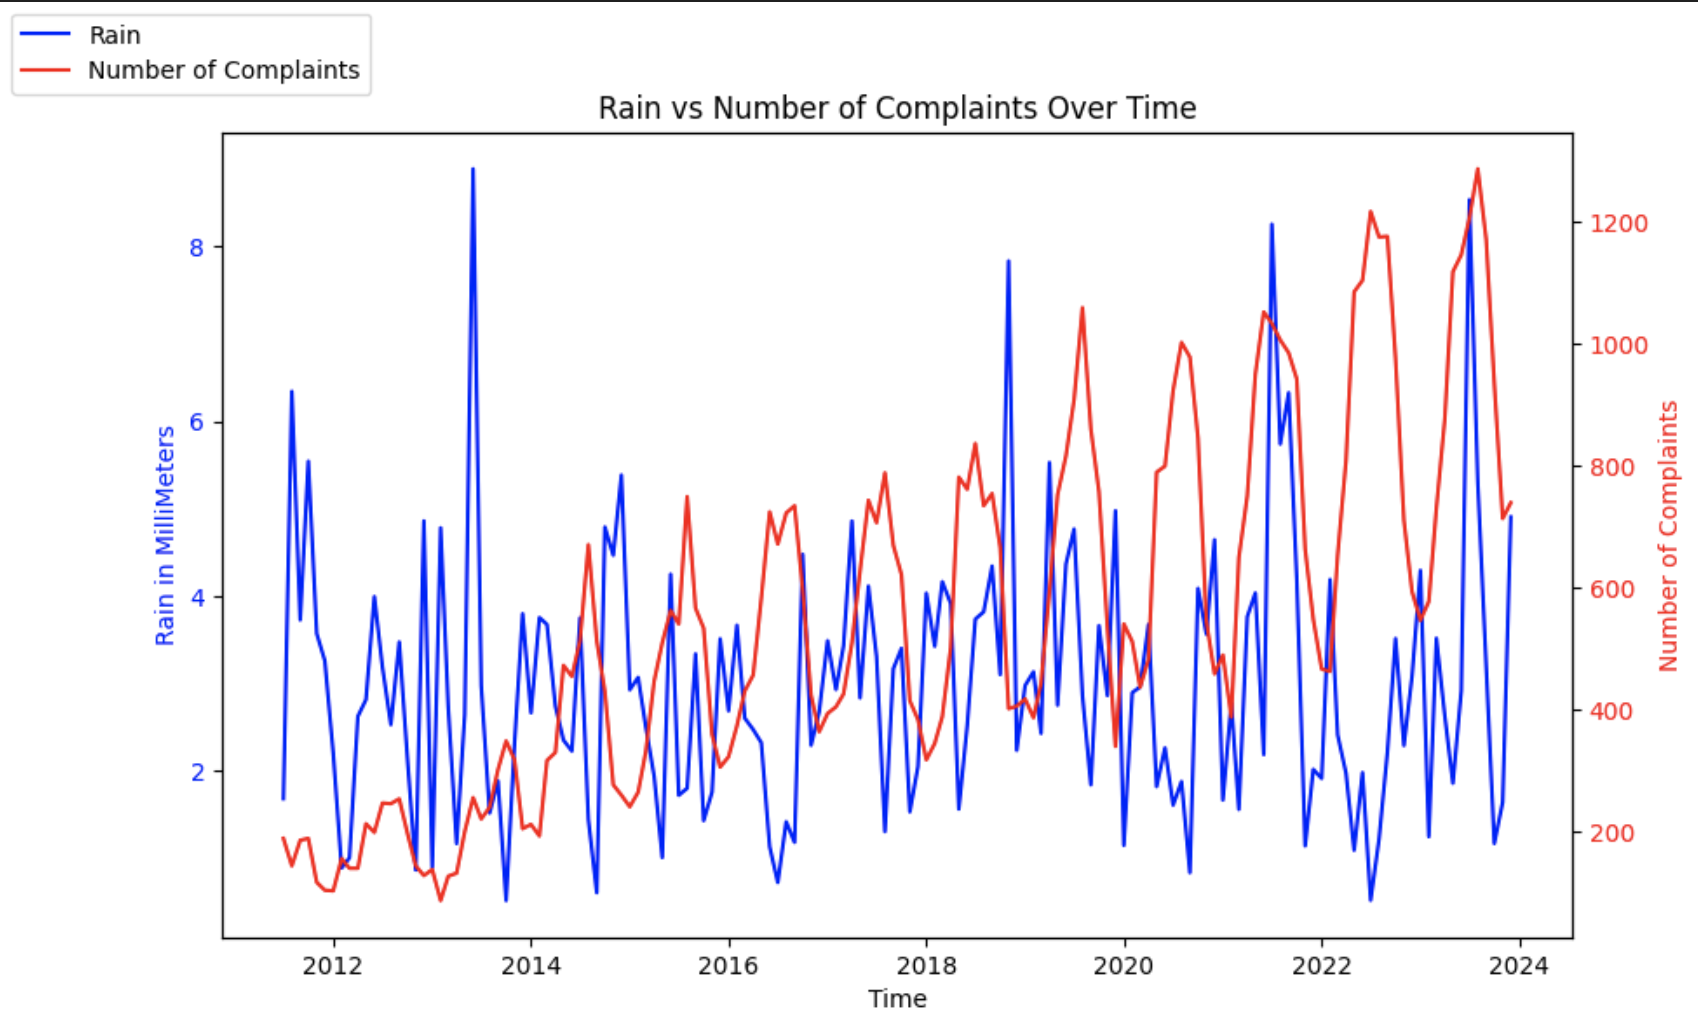 Rain
Number of Complaints
Rain vs Number of Complaints Over Time
8
6
4
2
Rain in MilliMeters
1200
1000
800
600
400
200
Number of Complaints
2012 2014 2016 2018 2020 2022 2024
Time